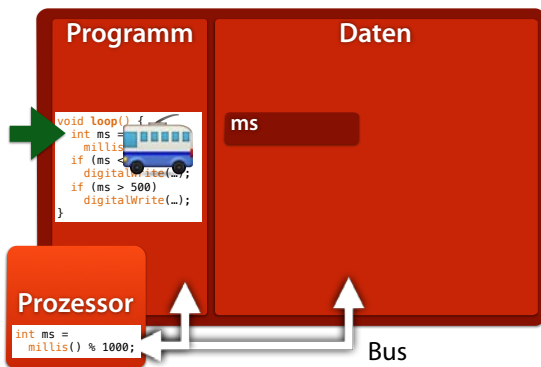 Programm
Daten
void loop() {
int ms =
millis
if (ms <
digitalWrite(…);
if (ms > 500)
digitalWrite(…);
}
ms
Prozessor
int ms =
millis() % 1000;
Bus